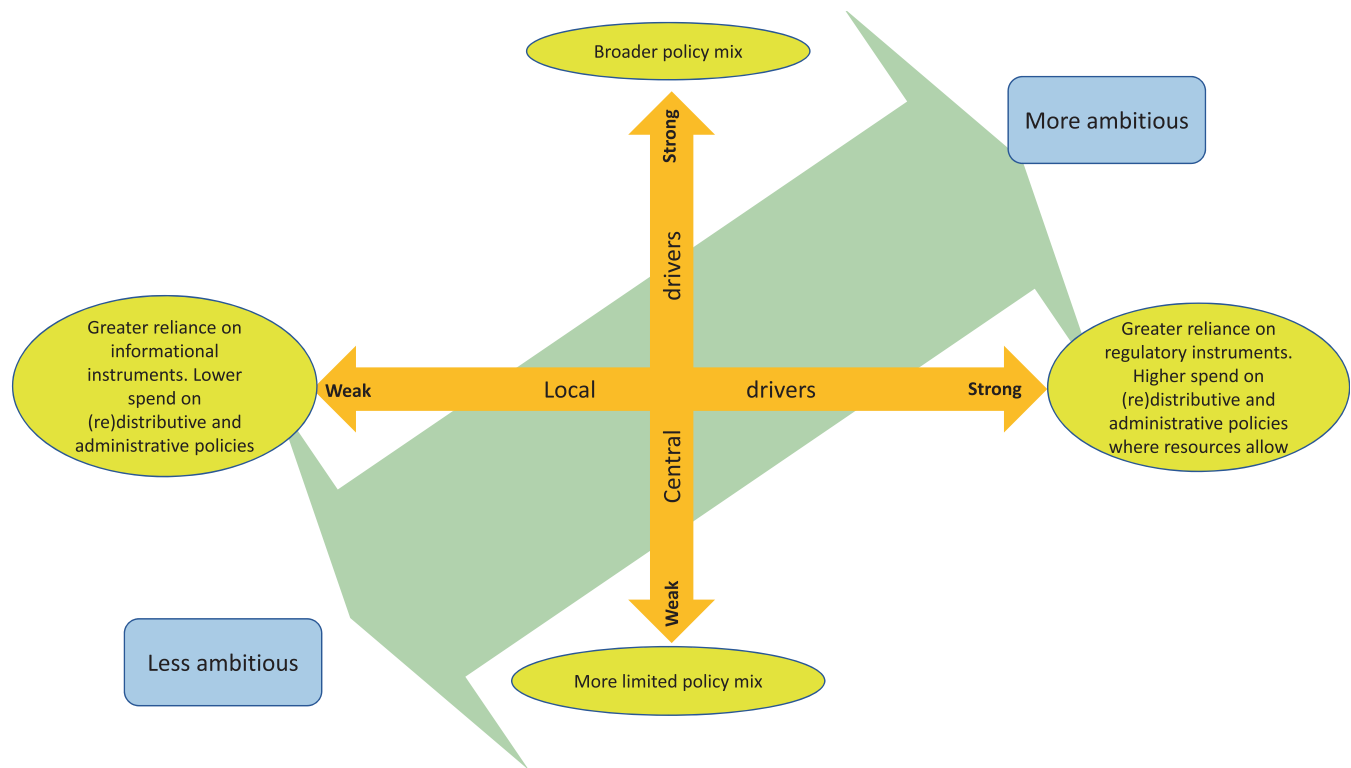 Broader policy mix
More ambitious
Strong
drivers
Greater reliance on
informational
instruments. Lower
spend on
(re)distributive and
administrative policies
Weak
Local
drivers
Strong
Greater reliance on
regulatory instruments.
Higher spend on
(re)distributive and
administrative policies
where resources allow
Central
Weak
Less ambitious
More limited policy mix